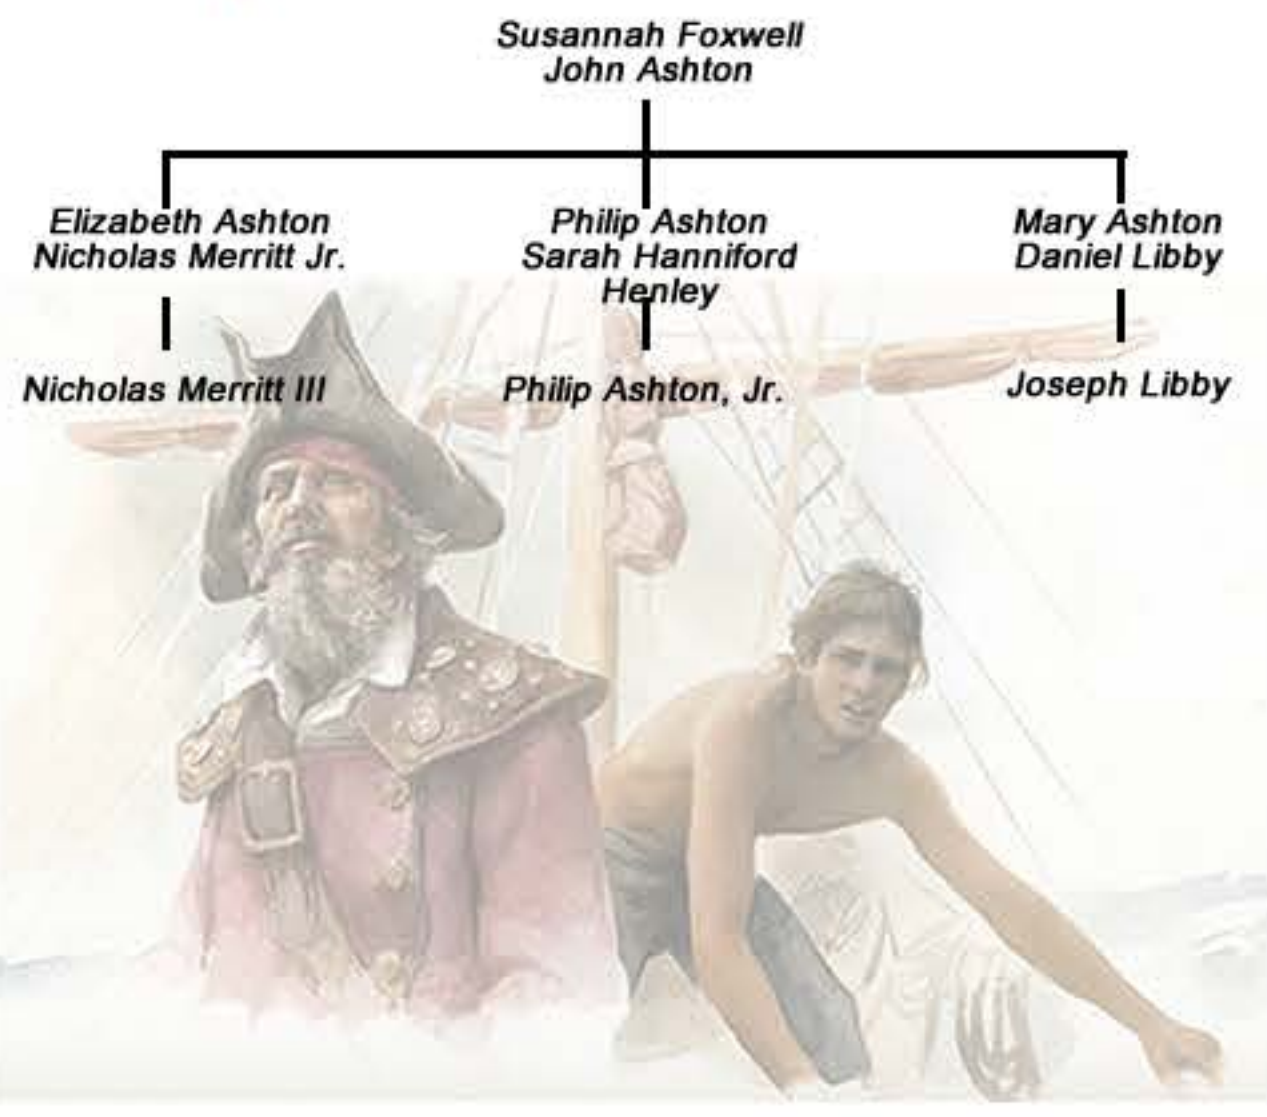 Susannah Foxwell
John Ashton
Elizabeth Ashton
Nicholas Merritt Jr.
Philip Ashton
Sarah Hanniford
Henley
Mary Ashton
Daniel Libby
Nicholas Merritt III
Philip Ashton, Jr.
Joseph Libby